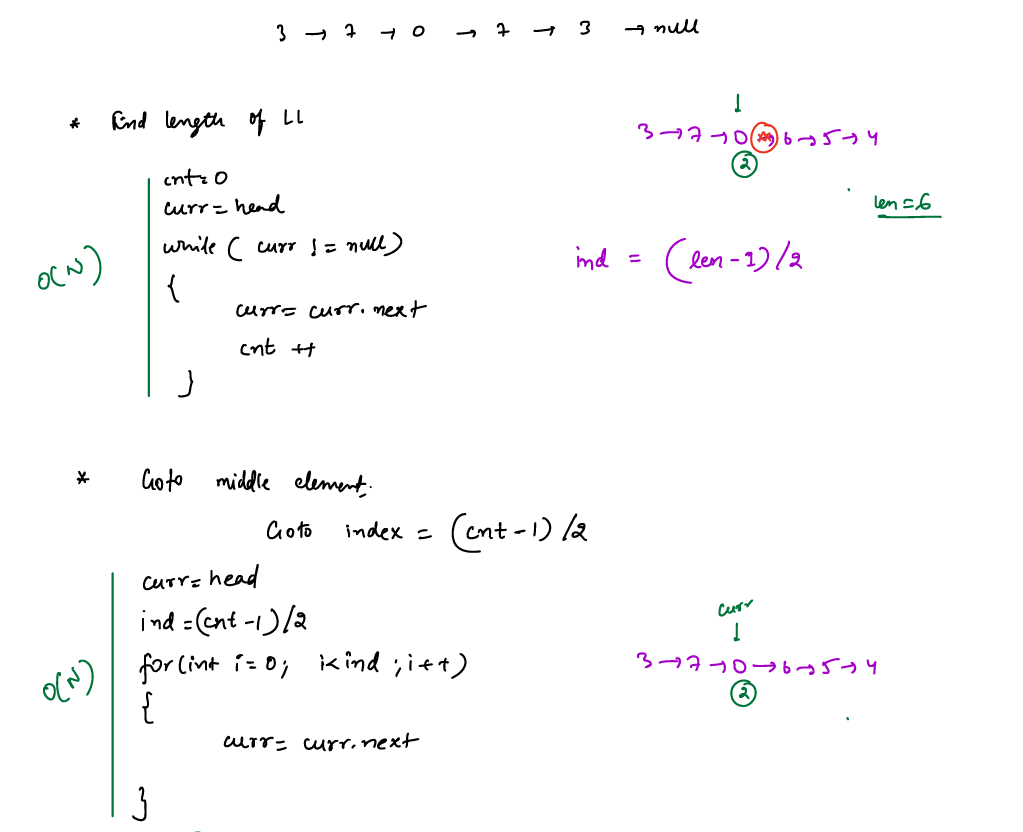 3 → 7 → 0 → 7 → 3 → null
* Find length of LL
cnt = 0
curr = head
while ( curr != null)
{
curr = curr.next
cnt ++
}
O(N)
↓
3 → 7 → 0 → 6 → 5 → 4
2
len = 6
ind = (len - 1)/2
* Goto middle element.
Goto index = (cnt - 1)/2
curr = head
ind = (cnt - 1)/2
for(int i = 0; i < ind ; i++)
{
curr = curr.next
}
O(N)
curr
↓
3 → 7 → 0 → 6 → 5 → 4
2